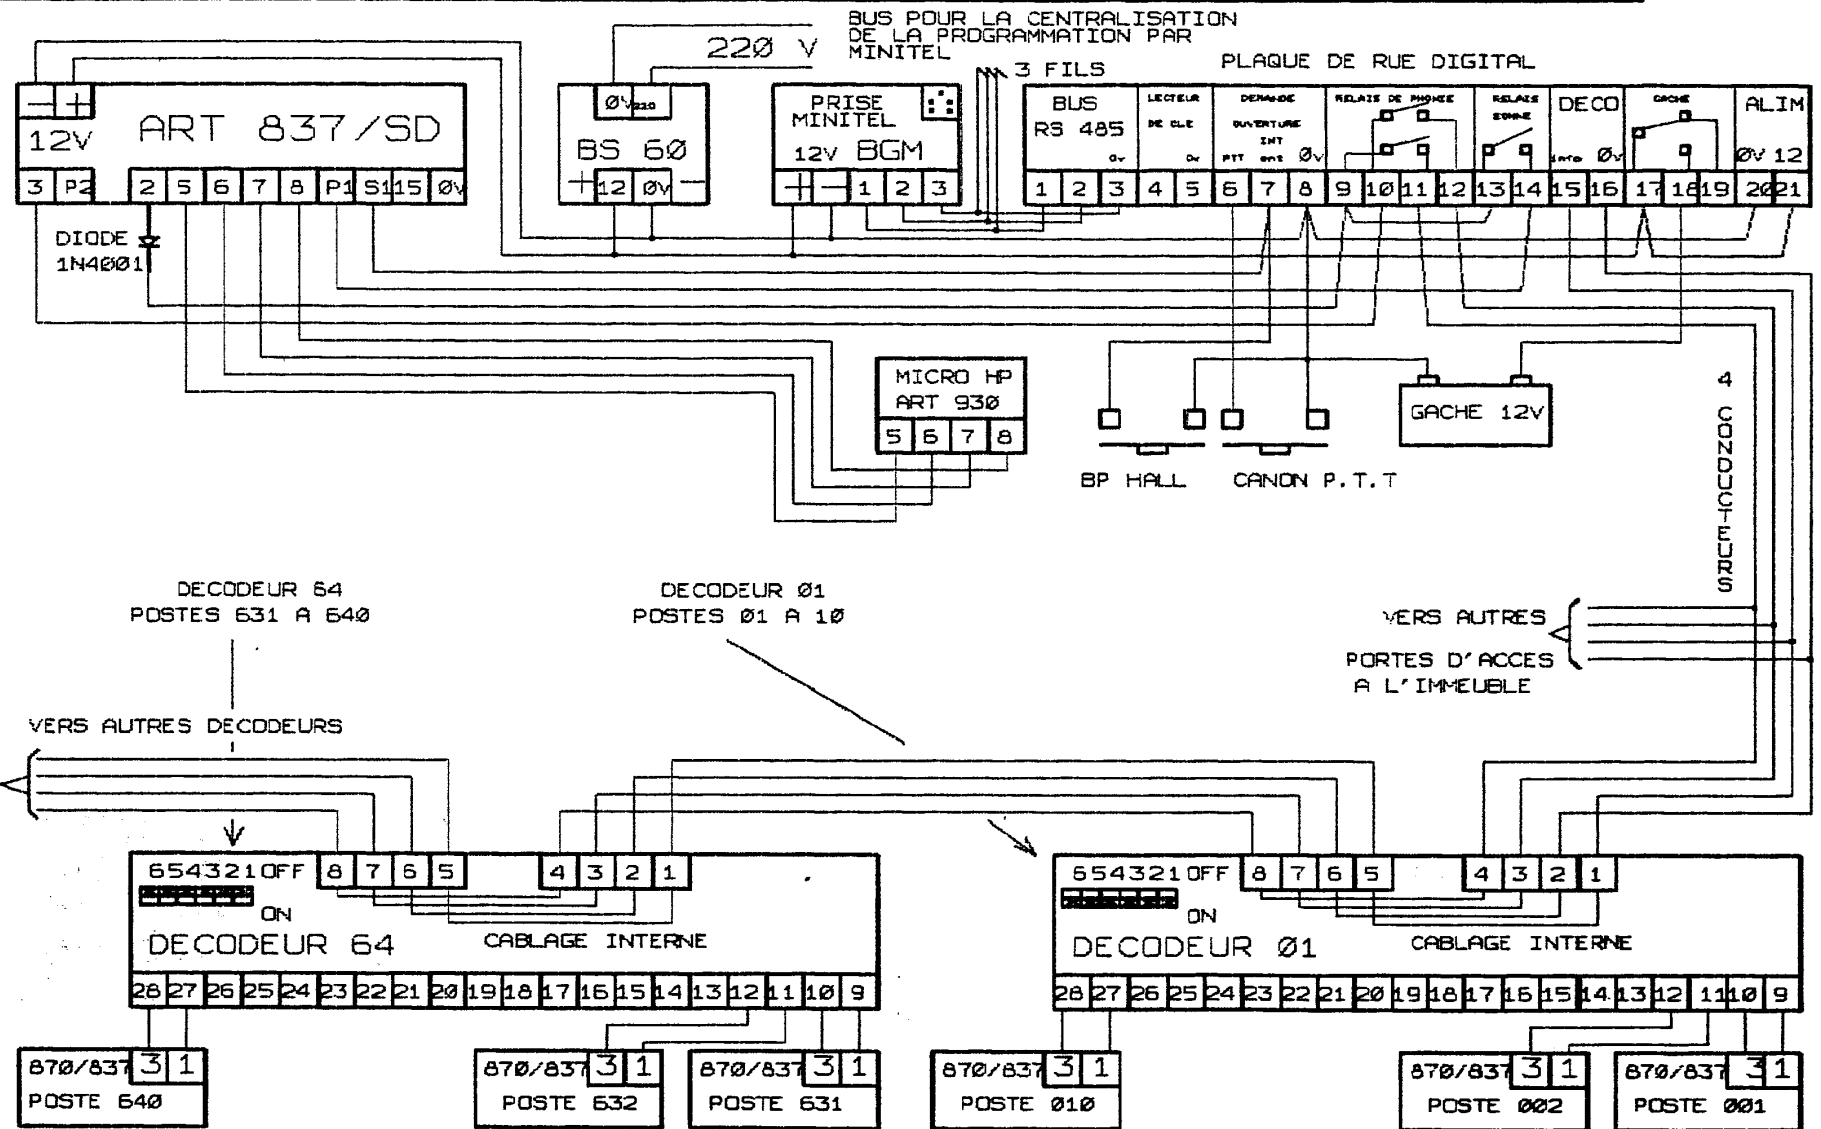 BUS POUR LA CENTRALISATION
DE LA PROGRAMMATION PAR
MINITEL
220 V
3 FILS
PLAQUE DE RUE DIGITAL
- +
12V
ART 837/SD
3 P2 2 5 6 7 8 P1 S1 15 0V
0V 220
BS 60
+ 12 0V -
PRISE
MINITEL
12V BGM
+ - 1 2 3
BUS
RS 485
0v
LECTEUR
DE CLE
0v
DEMANDE
OUVERTURE
INT
PTT ent 0v
RELAIS DE PHONIE
RELAIS
SONNE
DECO
info 0v
GACHE
ALIM
0V 12
1 2 3 4 5 6 7 8 9 10 11 12 13 14 15 16 17 18 19 20 21
DIODE
1N4001
MICRO HP
ART 930
5 6 7 8
GACHE 12V
BP HALL
CANON P.T.T
4 CONDUCTEURS
DECODEUR 64
POSTES 631 A 640
DECODEUR 01
POSTES 01 A 10
VERS AUTRES
PORTES D'ACCES
A L'IMMEUBLE
VERS AUTRES DECODEURS
654321OFF 8 7 6 5 4 3 2 1
ON
DECODEUR 64
CABLAGE INTERNE
28 27 26 25 24 23 22 21 20 19 18 17 16 15 14 13 12 11 10 9
654321OFF 8 7 6 5 4 3 2 1
ON
DECODEUR 01
CABLAGE INTERNE
28 27 26 25 24 23 22 21 20 19 18 17 16 15 14 13 12 11 10 9
870/837 3 1
POSTE 640
870/837 3 1
POSTE 632
870/837 3 1
POSTE 631
870/837 3 1
POSTE 010
870/837 3 1
POSTE 002
870/837 3 1
POSTE 001